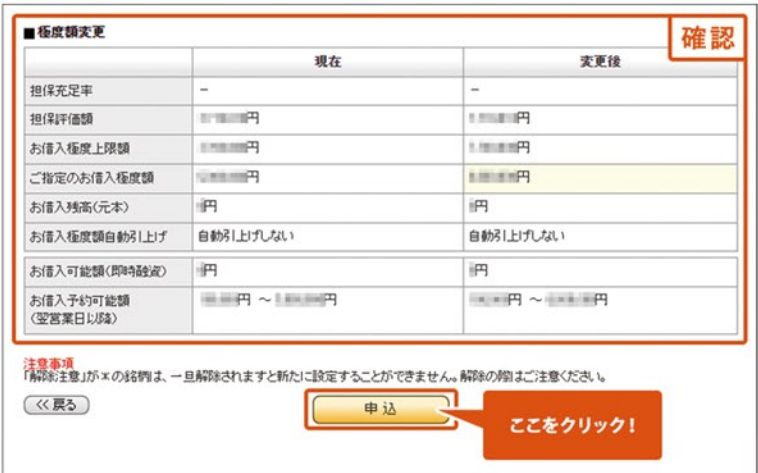 ■極度額変更
確認
現在 変更後
担保充足率 − −
担保評価額 円 円
お借入極度上限額 円 円
ご指定のお借入極度額 円 円
お借入残高(元本) 円 円
お借入極度額自動引上げ 自動引上げしない 自動引上げしない
お借入可能額(即時融資) 円 円
お借入予約可能額 円 ～ 円 円 ～ 円
(翌営業日以降)
注意事項
「解除注意」が※の銘柄は、一旦解除されますと新たに設定することができません。解除の際はご注意ください。
≪戻る 申込
ここをクリック！